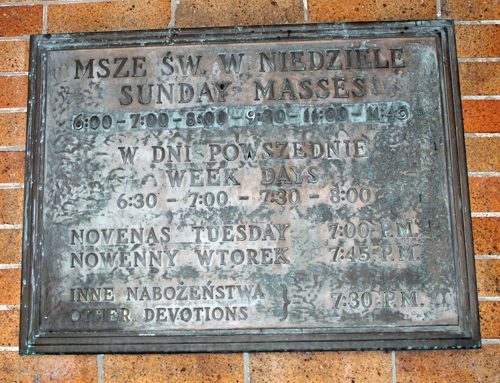 MSZE ŚW. W NIEDZIELE
SUNDAY MASSES
6:00 - 7:00 - 8:00 - 9:30 - 11:00 - 11:45
W DNI POWSZEDNIE
WEEK DAYS
6:30 - 7:00 - 7:30 - 8:00
NOVENAS TUESDAY 7:00 P.M.
NOWENNY WTOREK 7:45 P.M.
INNE NABOŻEŃSTWA } 7:30 P.M.
OTHER DEVOTIONS